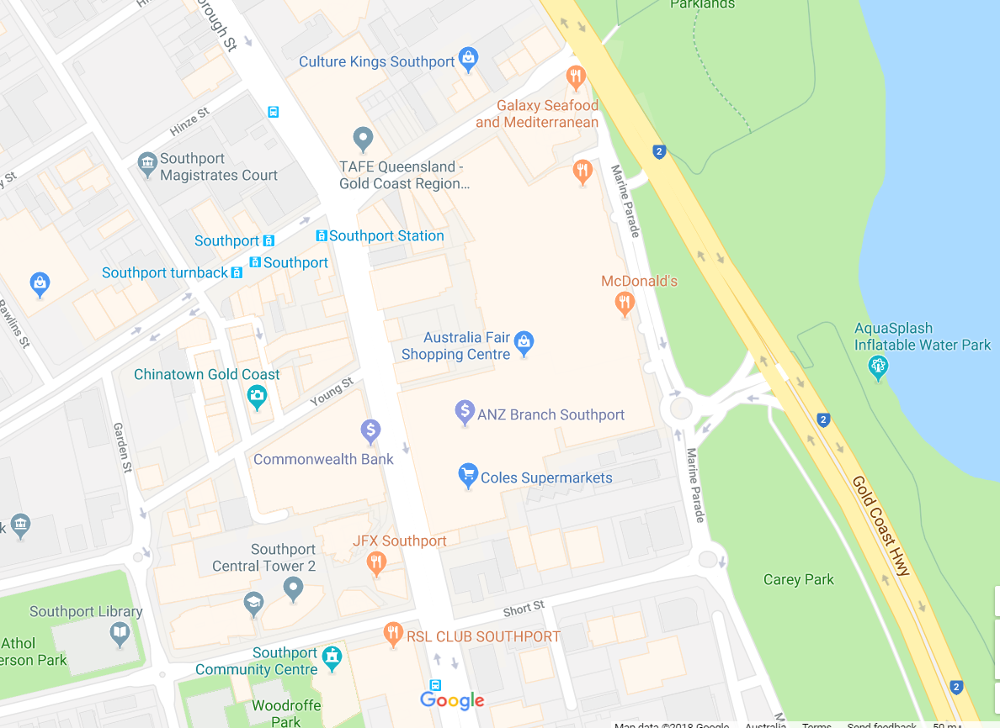 Parklands
orough St
Hi
Culture Kings Southport
Galaxy Seafood
and Mediterranean
Hinze St
TAFE Queensland -
Gold Coast Region...
Southport
Magistrates Court
2
y St
Marine Parade
Southport
Southport Station
Southport
Southport turnback
McDonald's
Rawlins St
Australia Fair
Shopping Centre
AquaSplash
Inflatable Water Park
Chinatown Gold Coast
Young St
ANZ Branch Southport
2
Garden St
Commonwealth Bank
Marine Parade
Coles Supermarkets
Gold Coast Hwy
k
JFX Southport
Southport
Central Tower 2
Carey Park
Southport Library
Short St
RSL CLUB SOUTHPORT
Athol
erson Park
Southport
Community Centre
2
Google
Woodroffe
Park
M
Map data ©2018 Google Australia Terms Send feedback 50 m